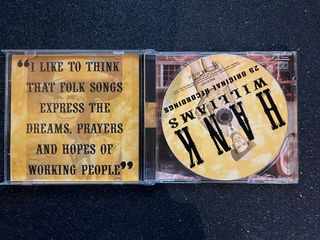 "I LIKE TO THINK
THAT FOLK SONGS
EXPRESS THE
DREAMS, PRAYERS
AND HOPES OF
WORKING PEOPLE"
HANK
WILLIAMS
25 ORIGINAL RECORDINGS